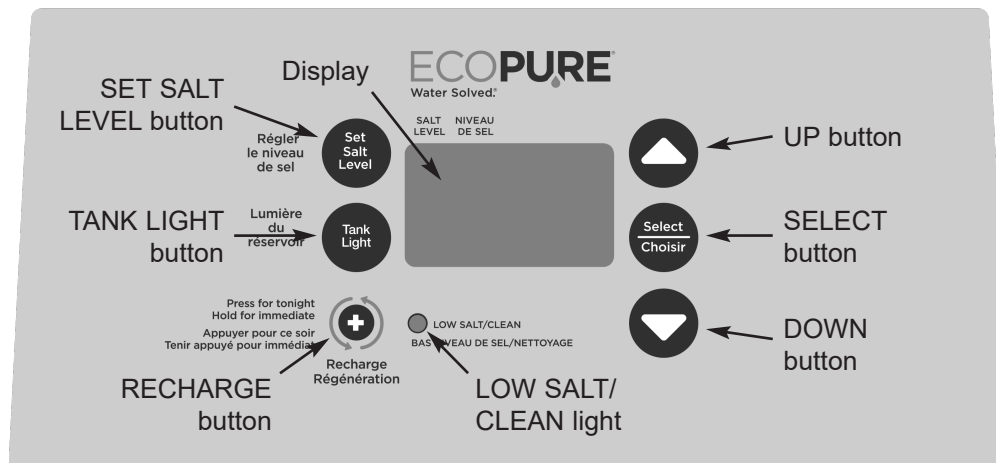 ECOPURE®
Water Solved.®
Display
SET SALT
LEVEL button
SALT
LEVEL
NIVEAU
DE SEL
Régler
le niveau
de sel
Set
Salt
Level
UP button
TANK LIGHT
button
Lumière
du
réservoir
Tank
Light
Select
Choisir
SELECT
button
Press for tonight
Hold for immediate
Appuyer pour ce soir
Tenir appuyé pour immédiat
Recharge
Régénération
LOW SALT/CLEAN
BAS NIVEAU DE SEL/NETTOYAGE
DOWN
button
RECHARGE
button
LOW SALT/
CLEAN light